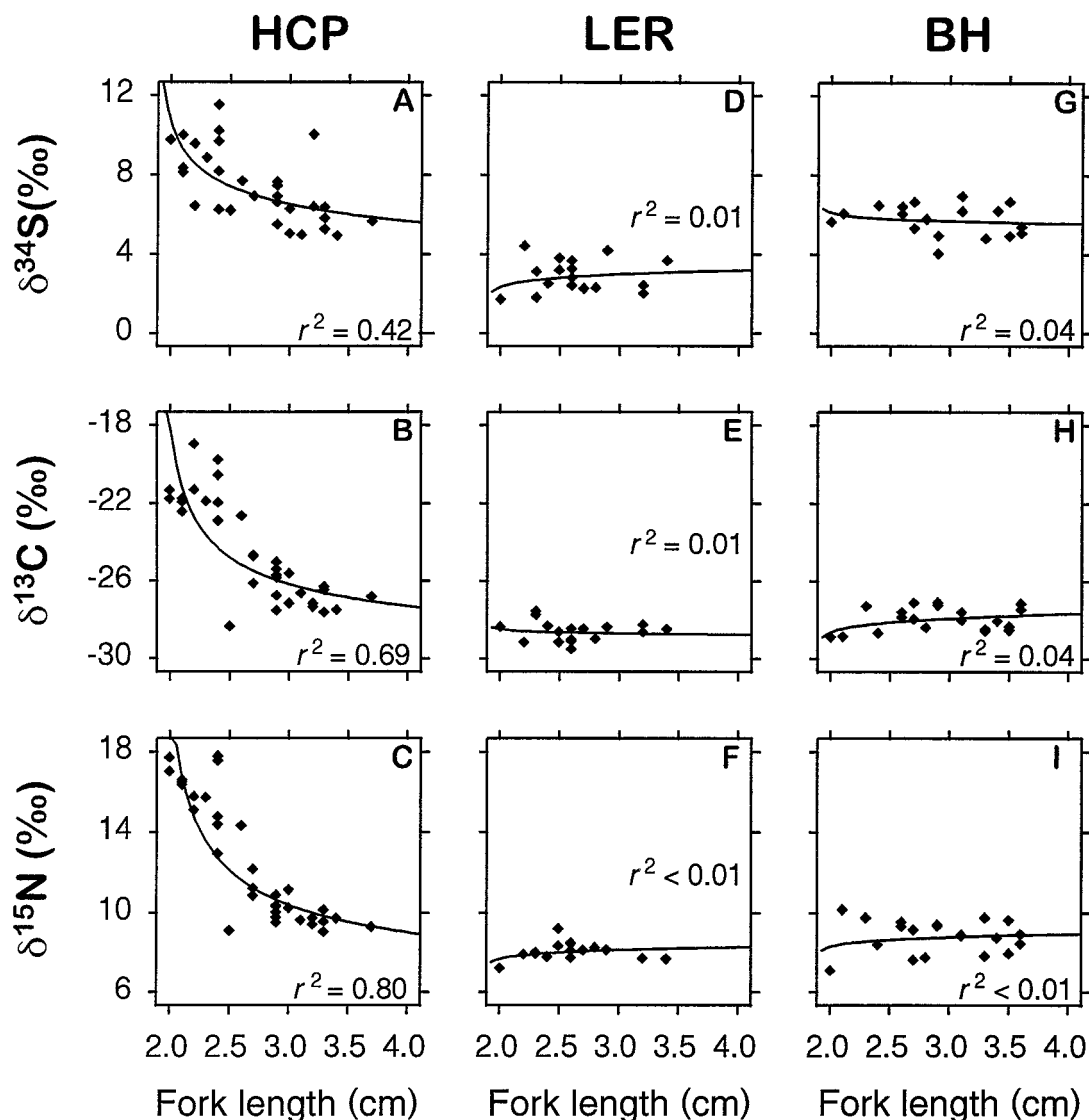 HCP LER BH
δ34S(‰)
12
8
4
0
A
r2 = 0.42
D
r2 = 0.01
G
r2 = 0.04
δ13C (‰)
-18
-22
-26
-30
B
r2 = 0.69
E
r2 = 0.01
H
r2 = 0.04
δ15N (‰)
18
14
10
6
C
r2 = 0.80
F
r2 < 0.01
I
r2 < 0.01
2.0 2.5 3.0 3.5 4.0 2.0 2.5 3.0 3.5 4.0 2.0 2.5 3.0 3.5 4.0
Fork length (cm) Fork length (cm) Fork length (cm)